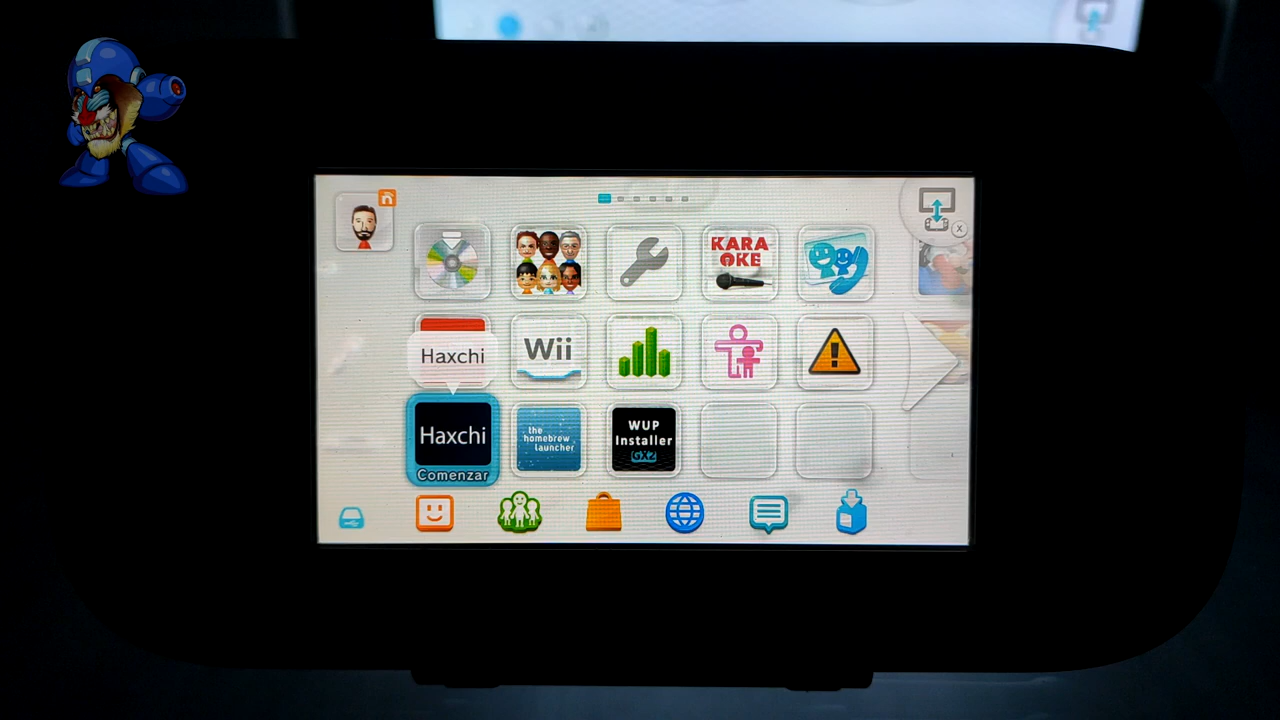 KARA
OKE
Haxchi
Wii
Haxchi
Comenzar
the
homebrew
launcher
WUP
Installer
GX2
X